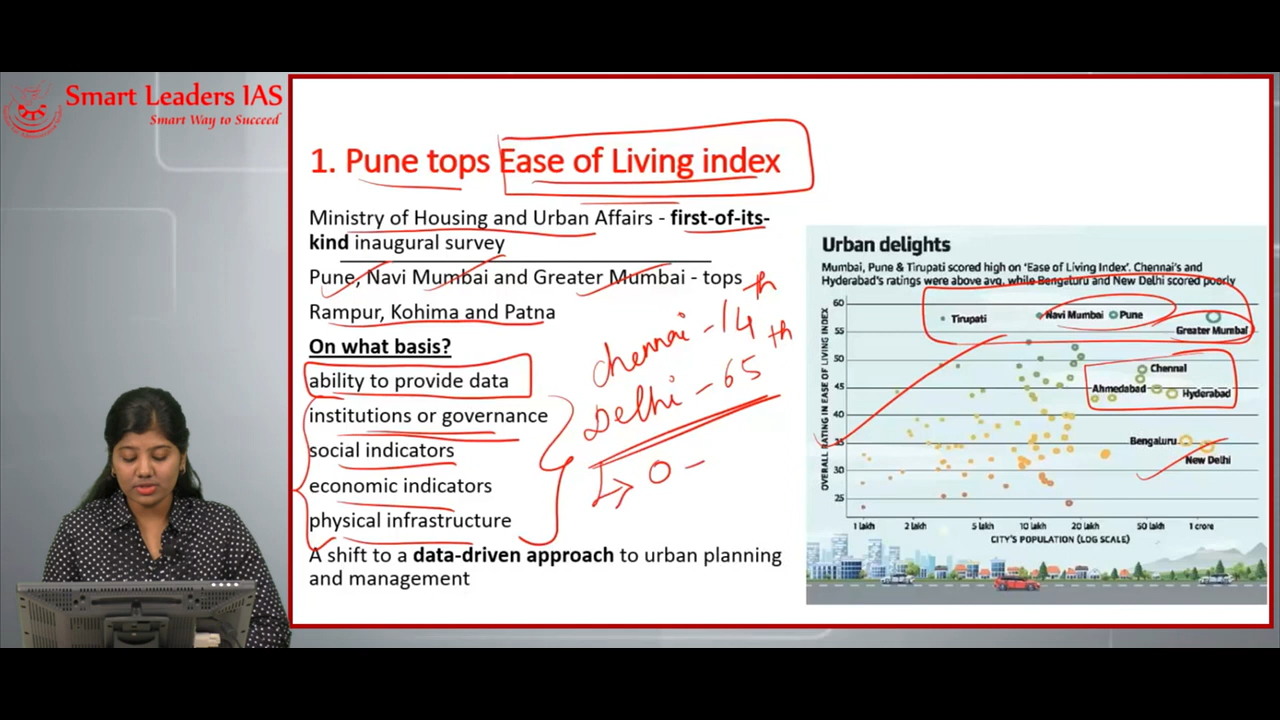 Smart Leaders IAS
Smart Way to Succeed
1. Pune tops Ease of Living index
Ministry of Housing and Urban Affairs - first-of-its-
kind inaugural survey
Pune, Navi Mumbai and Greater Mumbai - tops
Rampur, Kohima and Patna
On what basis?
ability to provide data
institutions or governance
social indicators
economic indicators
physical infrastructure
A shift to a data-driven approach to urban planning
and management
Chennai - 14th
Delhi - 65th
→ 0 -
Urban delights
Mumbai, Pune & Tirupati scored high on 'Ease of Living Index'. Chennai's and
Hyderabad's ratings were above avg, while Bengaluru and New Delhi scored poorly
OVERALL RATING IN EASE OF LIVING INDEX
60
55
50
45
40
35
30
25
Tirupati
Navi Mumbai
Pune
Greater Mumbai
Chennai
Ahmedabad
Hyderabad
Bengaluru
New Delhi
1 lakh
2 lakh
5 lakh
10 lakh
20 lakh
50 lakh
1 crore
CITY'S POPULATION (LOG SCALE)